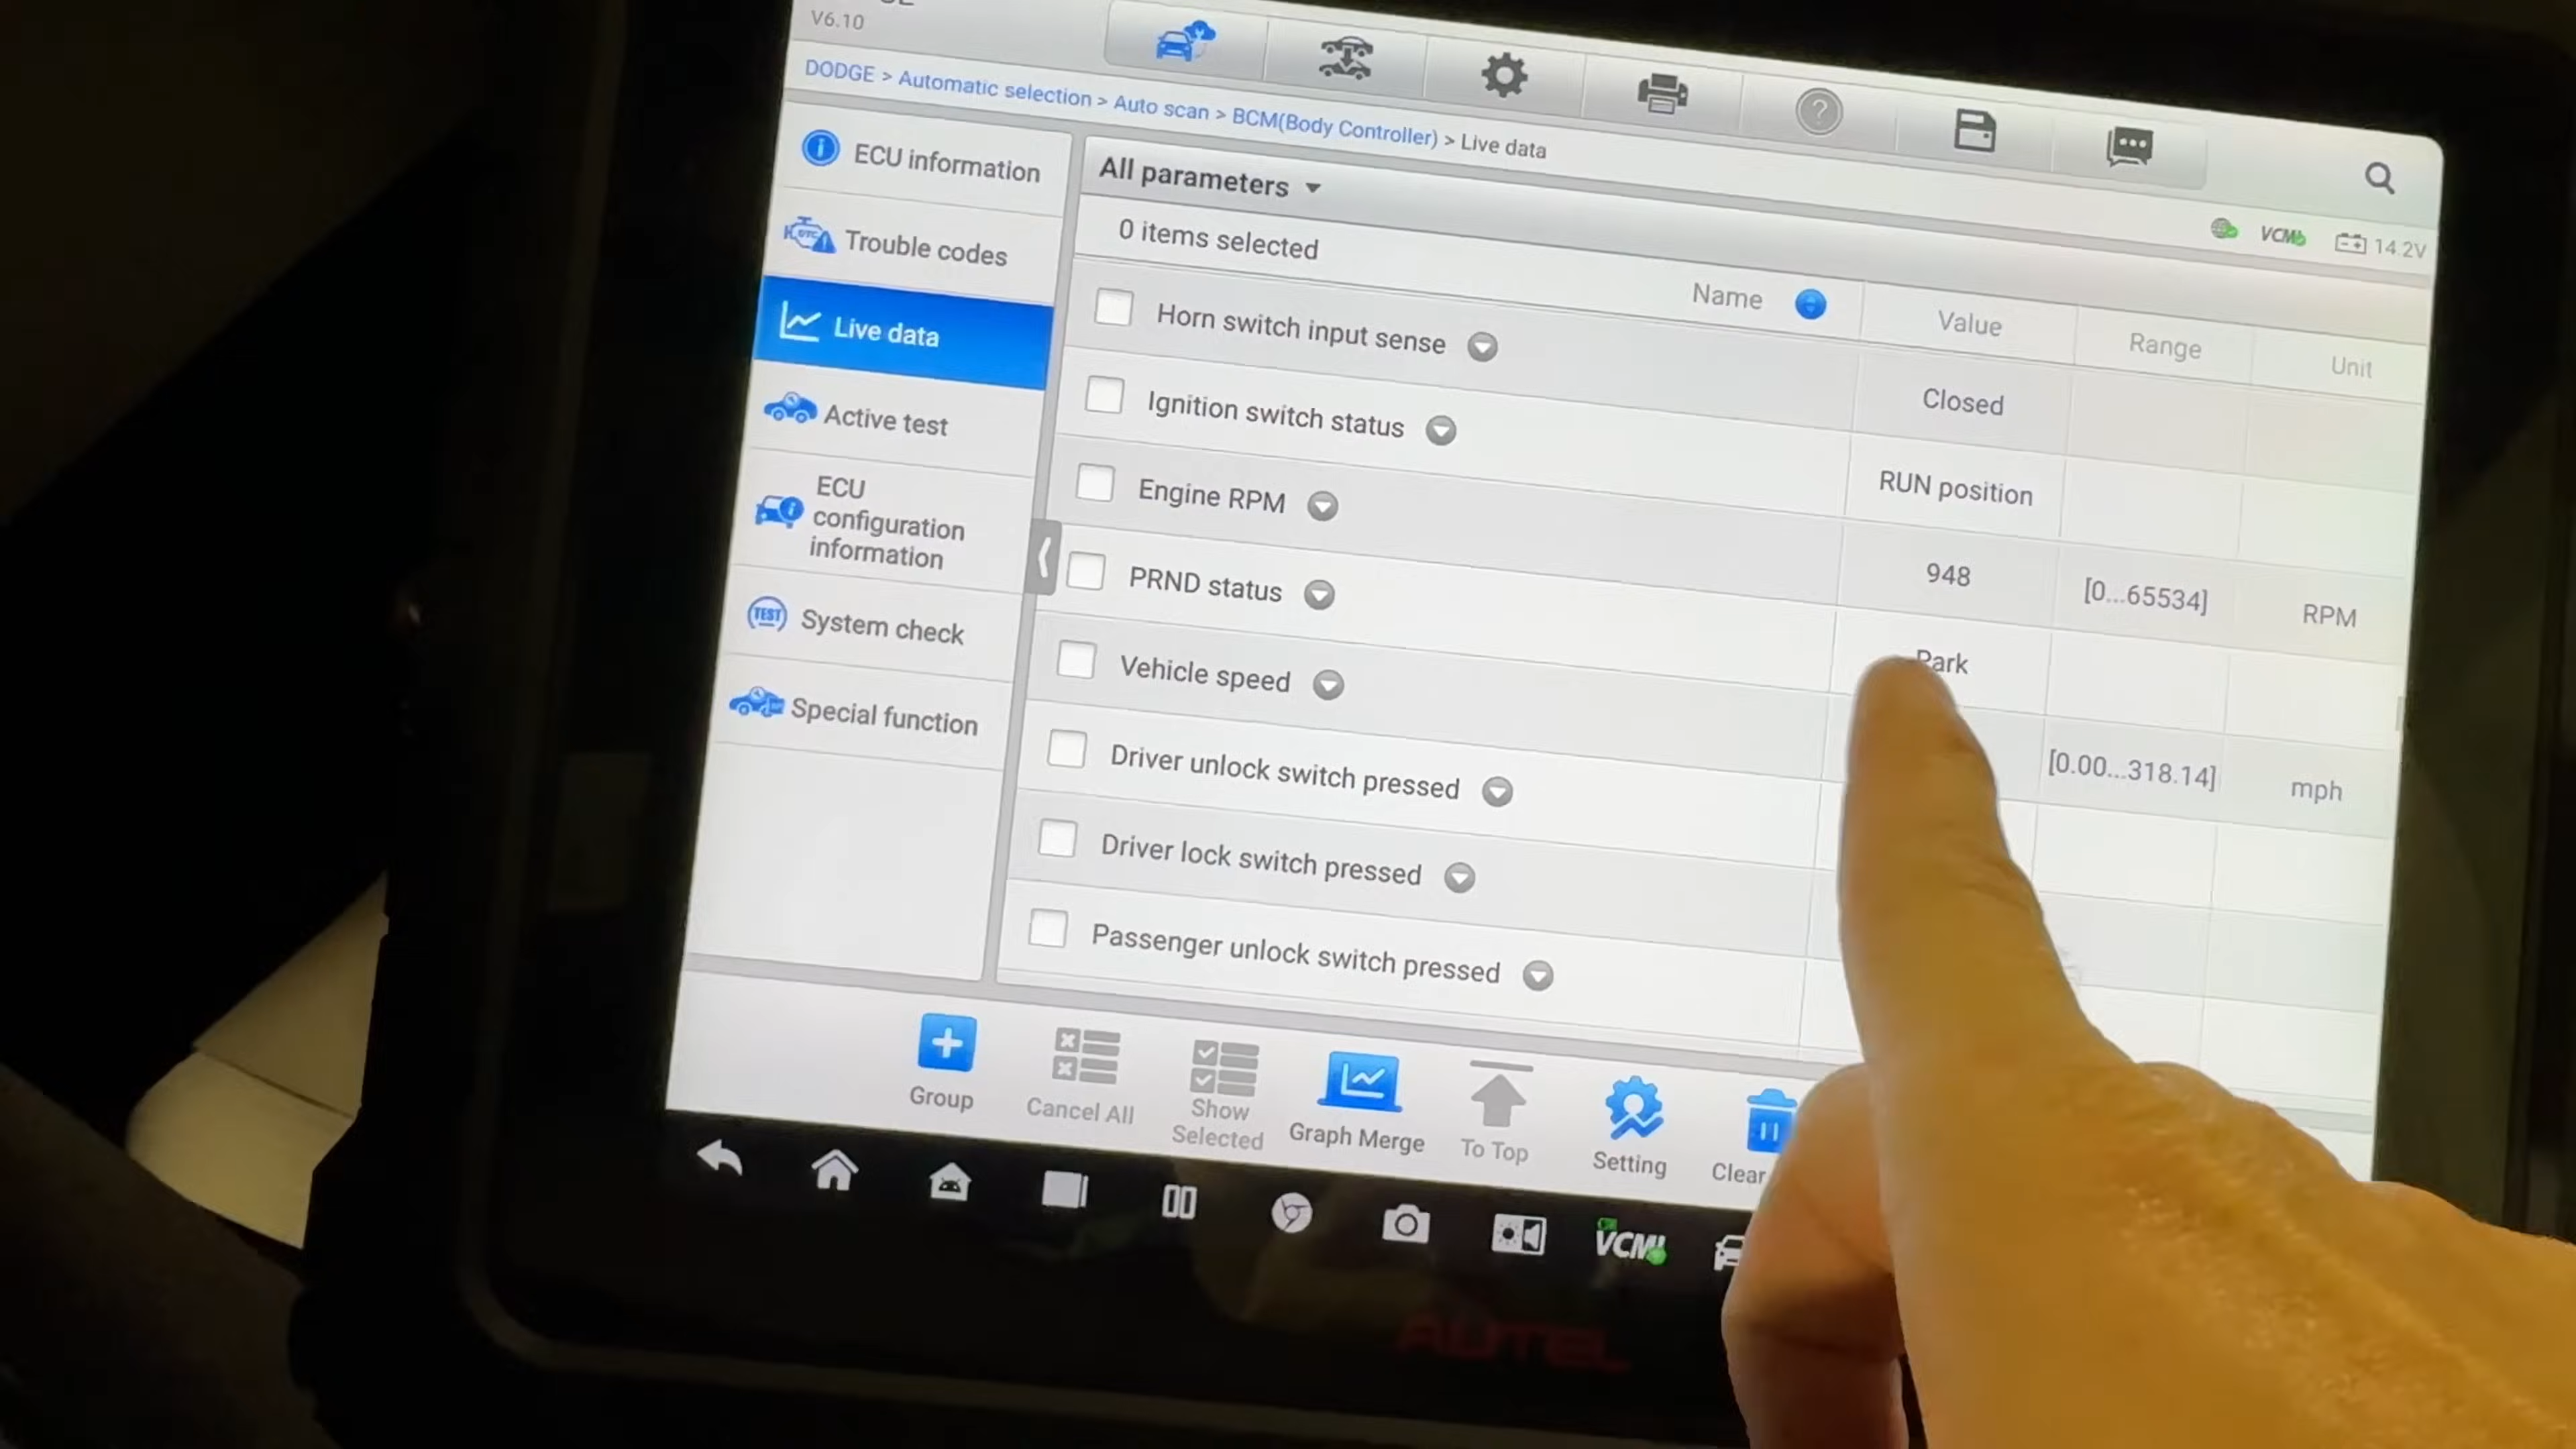 V6.10
DODGE > Automatic selection > Auto scan > BCM(Body Controller) > Live data
VCMI 14.2V
ECU information
Trouble codes
Live data
Active test
ECU configuration information
System check
TEST
Special function
All parameters
0 items selected
Name Value Range Unit
Horn switch input sense Closed
Ignition switch status RUN position
Engine RPM 948 [0...65534] RPM
PRND status Park
Vehicle speed [0.00...318.14] mph
Driver unlock switch pressed
Driver lock switch pressed
Passenger unlock switch pressed
Group
Cancel All
Show Selected
Graph Merge
To Top
Setting
Clear
VCMI
AUTEL